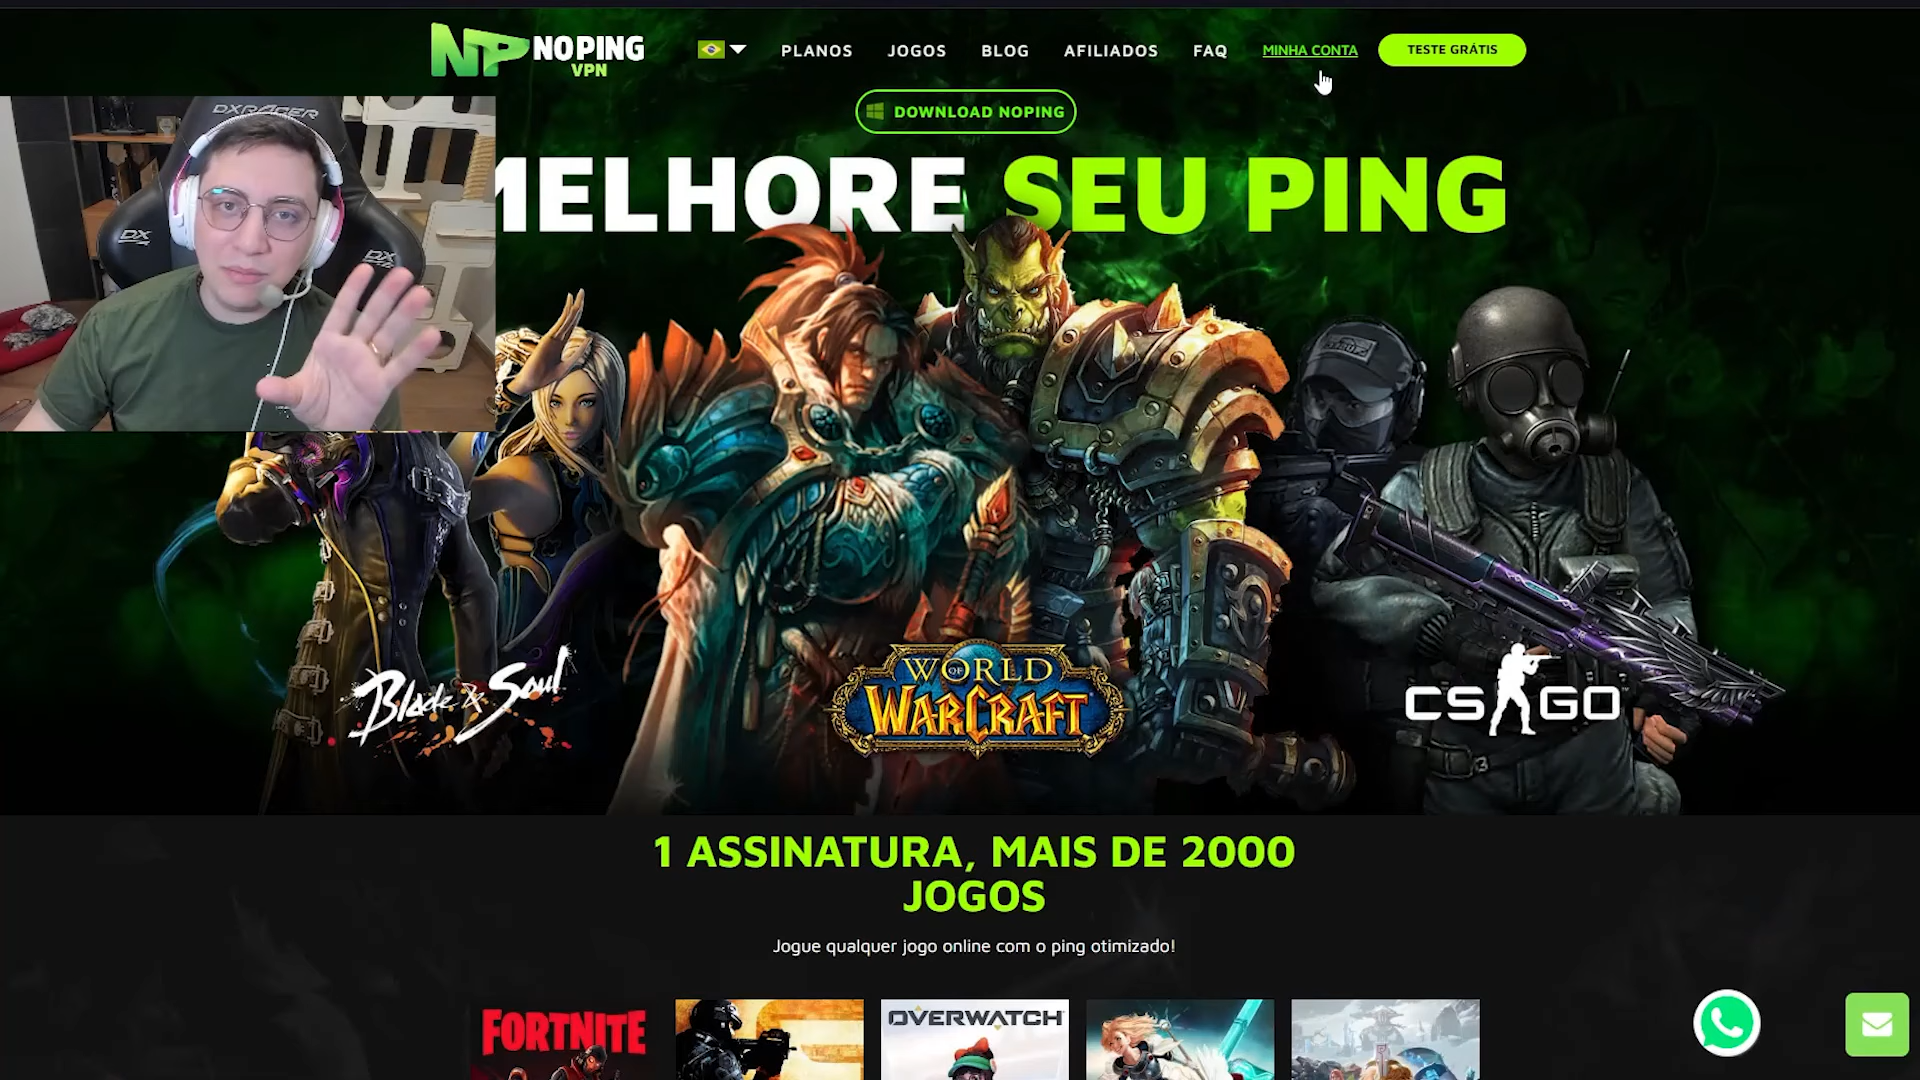 NP NOPING
VPN
PLANOS
JOGOS
BLOG
AFILIADOS
FAQ
MINHA CONTA
TESTE GRÁTIS
DOWNLOAD NOPING
MELHORE SEU PING
DXRACER
DX
DX
Blade & Soul
WORLD
OF
WARCRAFT
CS GO
1 ASSINATURA, MAIS DE 2000
JOGOS
Jogue qualquer jogo online com o ping otimizado!
FORTNITE
OVERWATCH